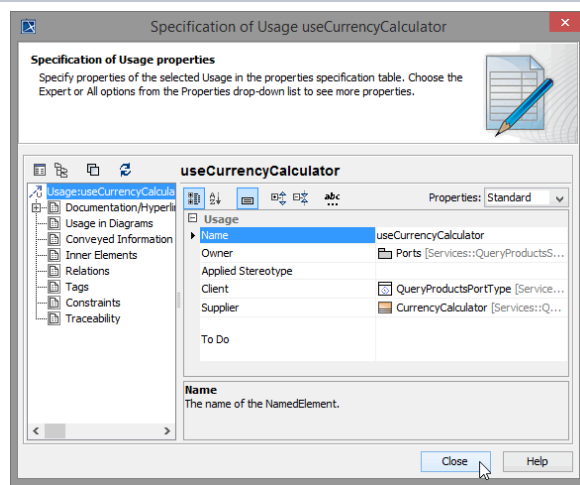 Specification of Usage useCurrencyCalculator
Specification of Usage properties
Specify properties of the selected Usage in the properties specification table. Choose the
Expert or All options from the Properties drop-down list to see more properties.
useCurrencyCalculator
Usage:useCurrencyCalcula
Documentation/Hyperli
Usage in Diagrams
Conveyed Information
Inner Elements
Relations
Tags
Constraints
Traceability
abc
Properties: Standard
Usage
Name useCurrencyCalculator
Owner Ports [Services::QueryProductsS...
Applied Stereotype
Client QueryProductsPortType [Service...
Supplier CurrencyCalculator [Services::Q...
To Do
Name
The name of the NamedElement.
Close Help